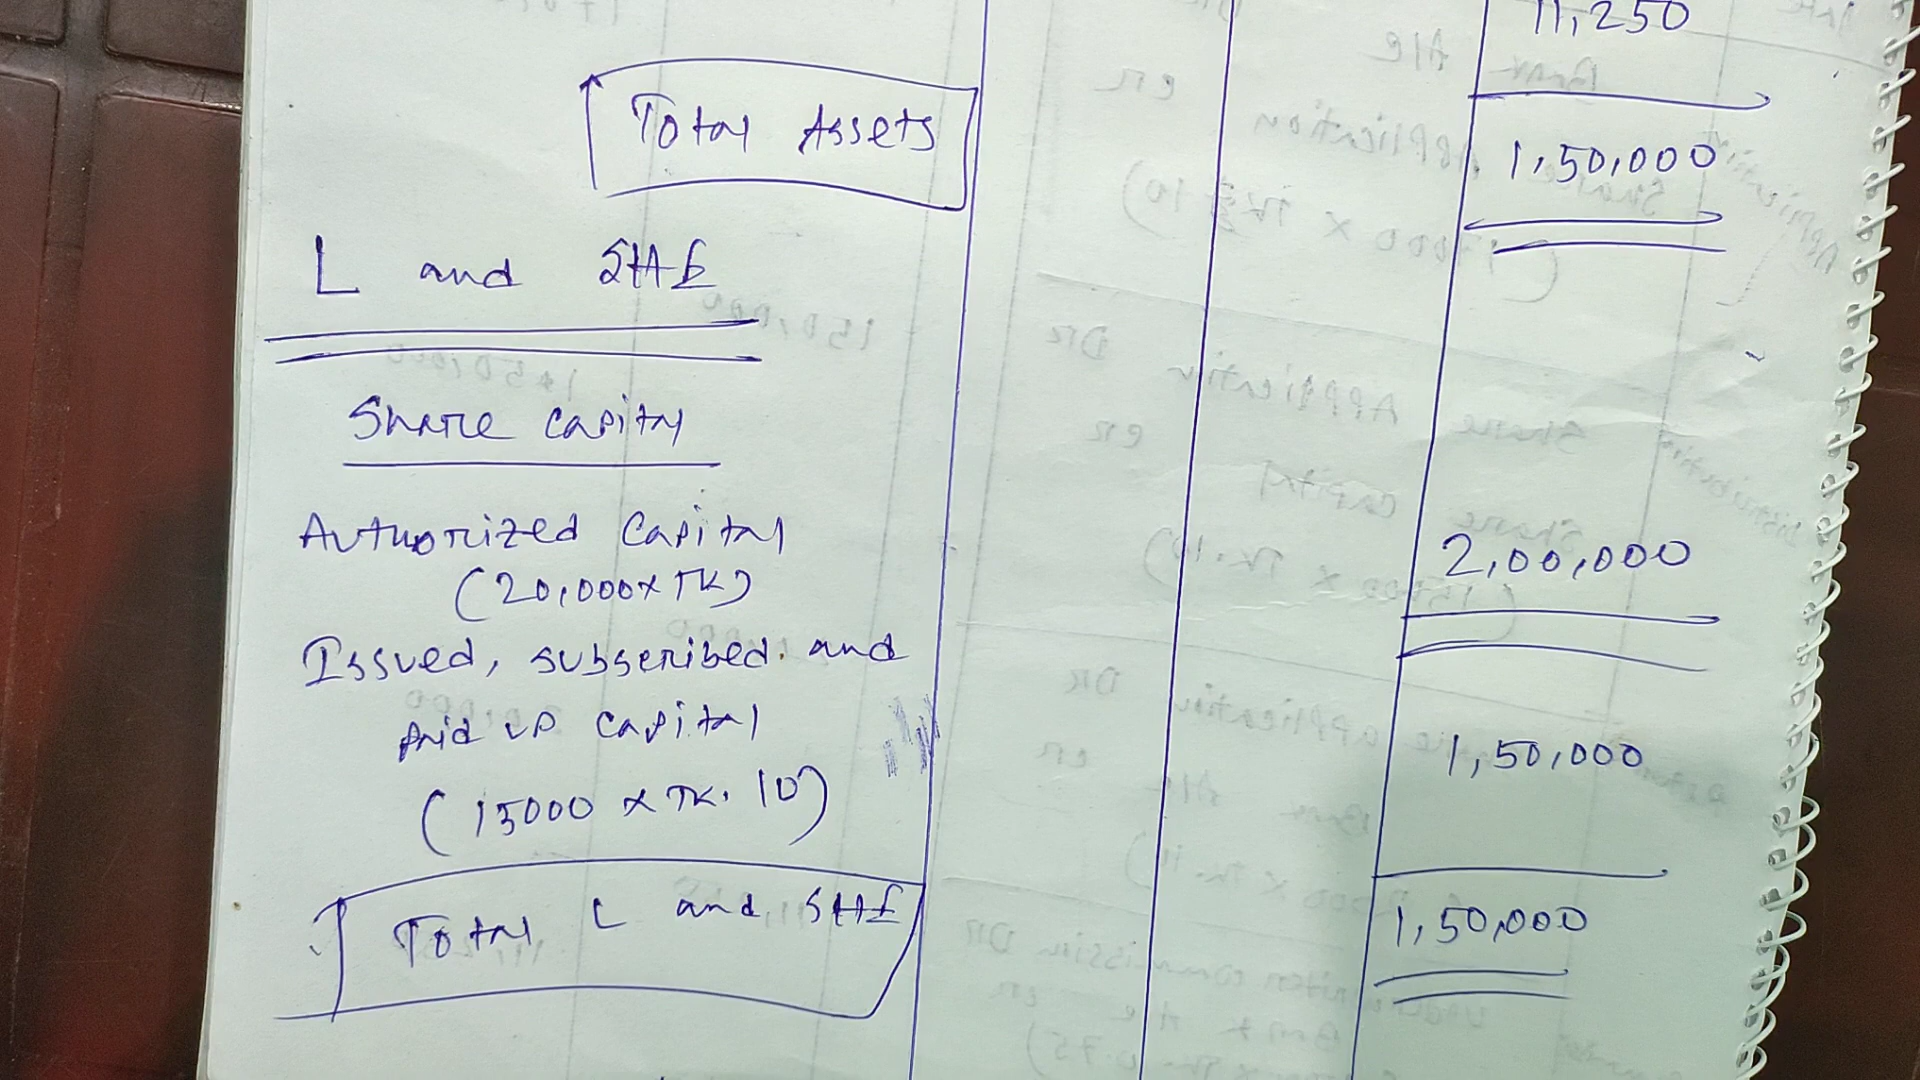 11,250
Total Assets 1,50,000
L and SHE
Share capital
Authorized Capital
(20,000x TK) 2,00,000
Issued, subscribed and
paid up capital 1,50,000
(15000 x TK. 10)
Total L and SHE 1,50,000